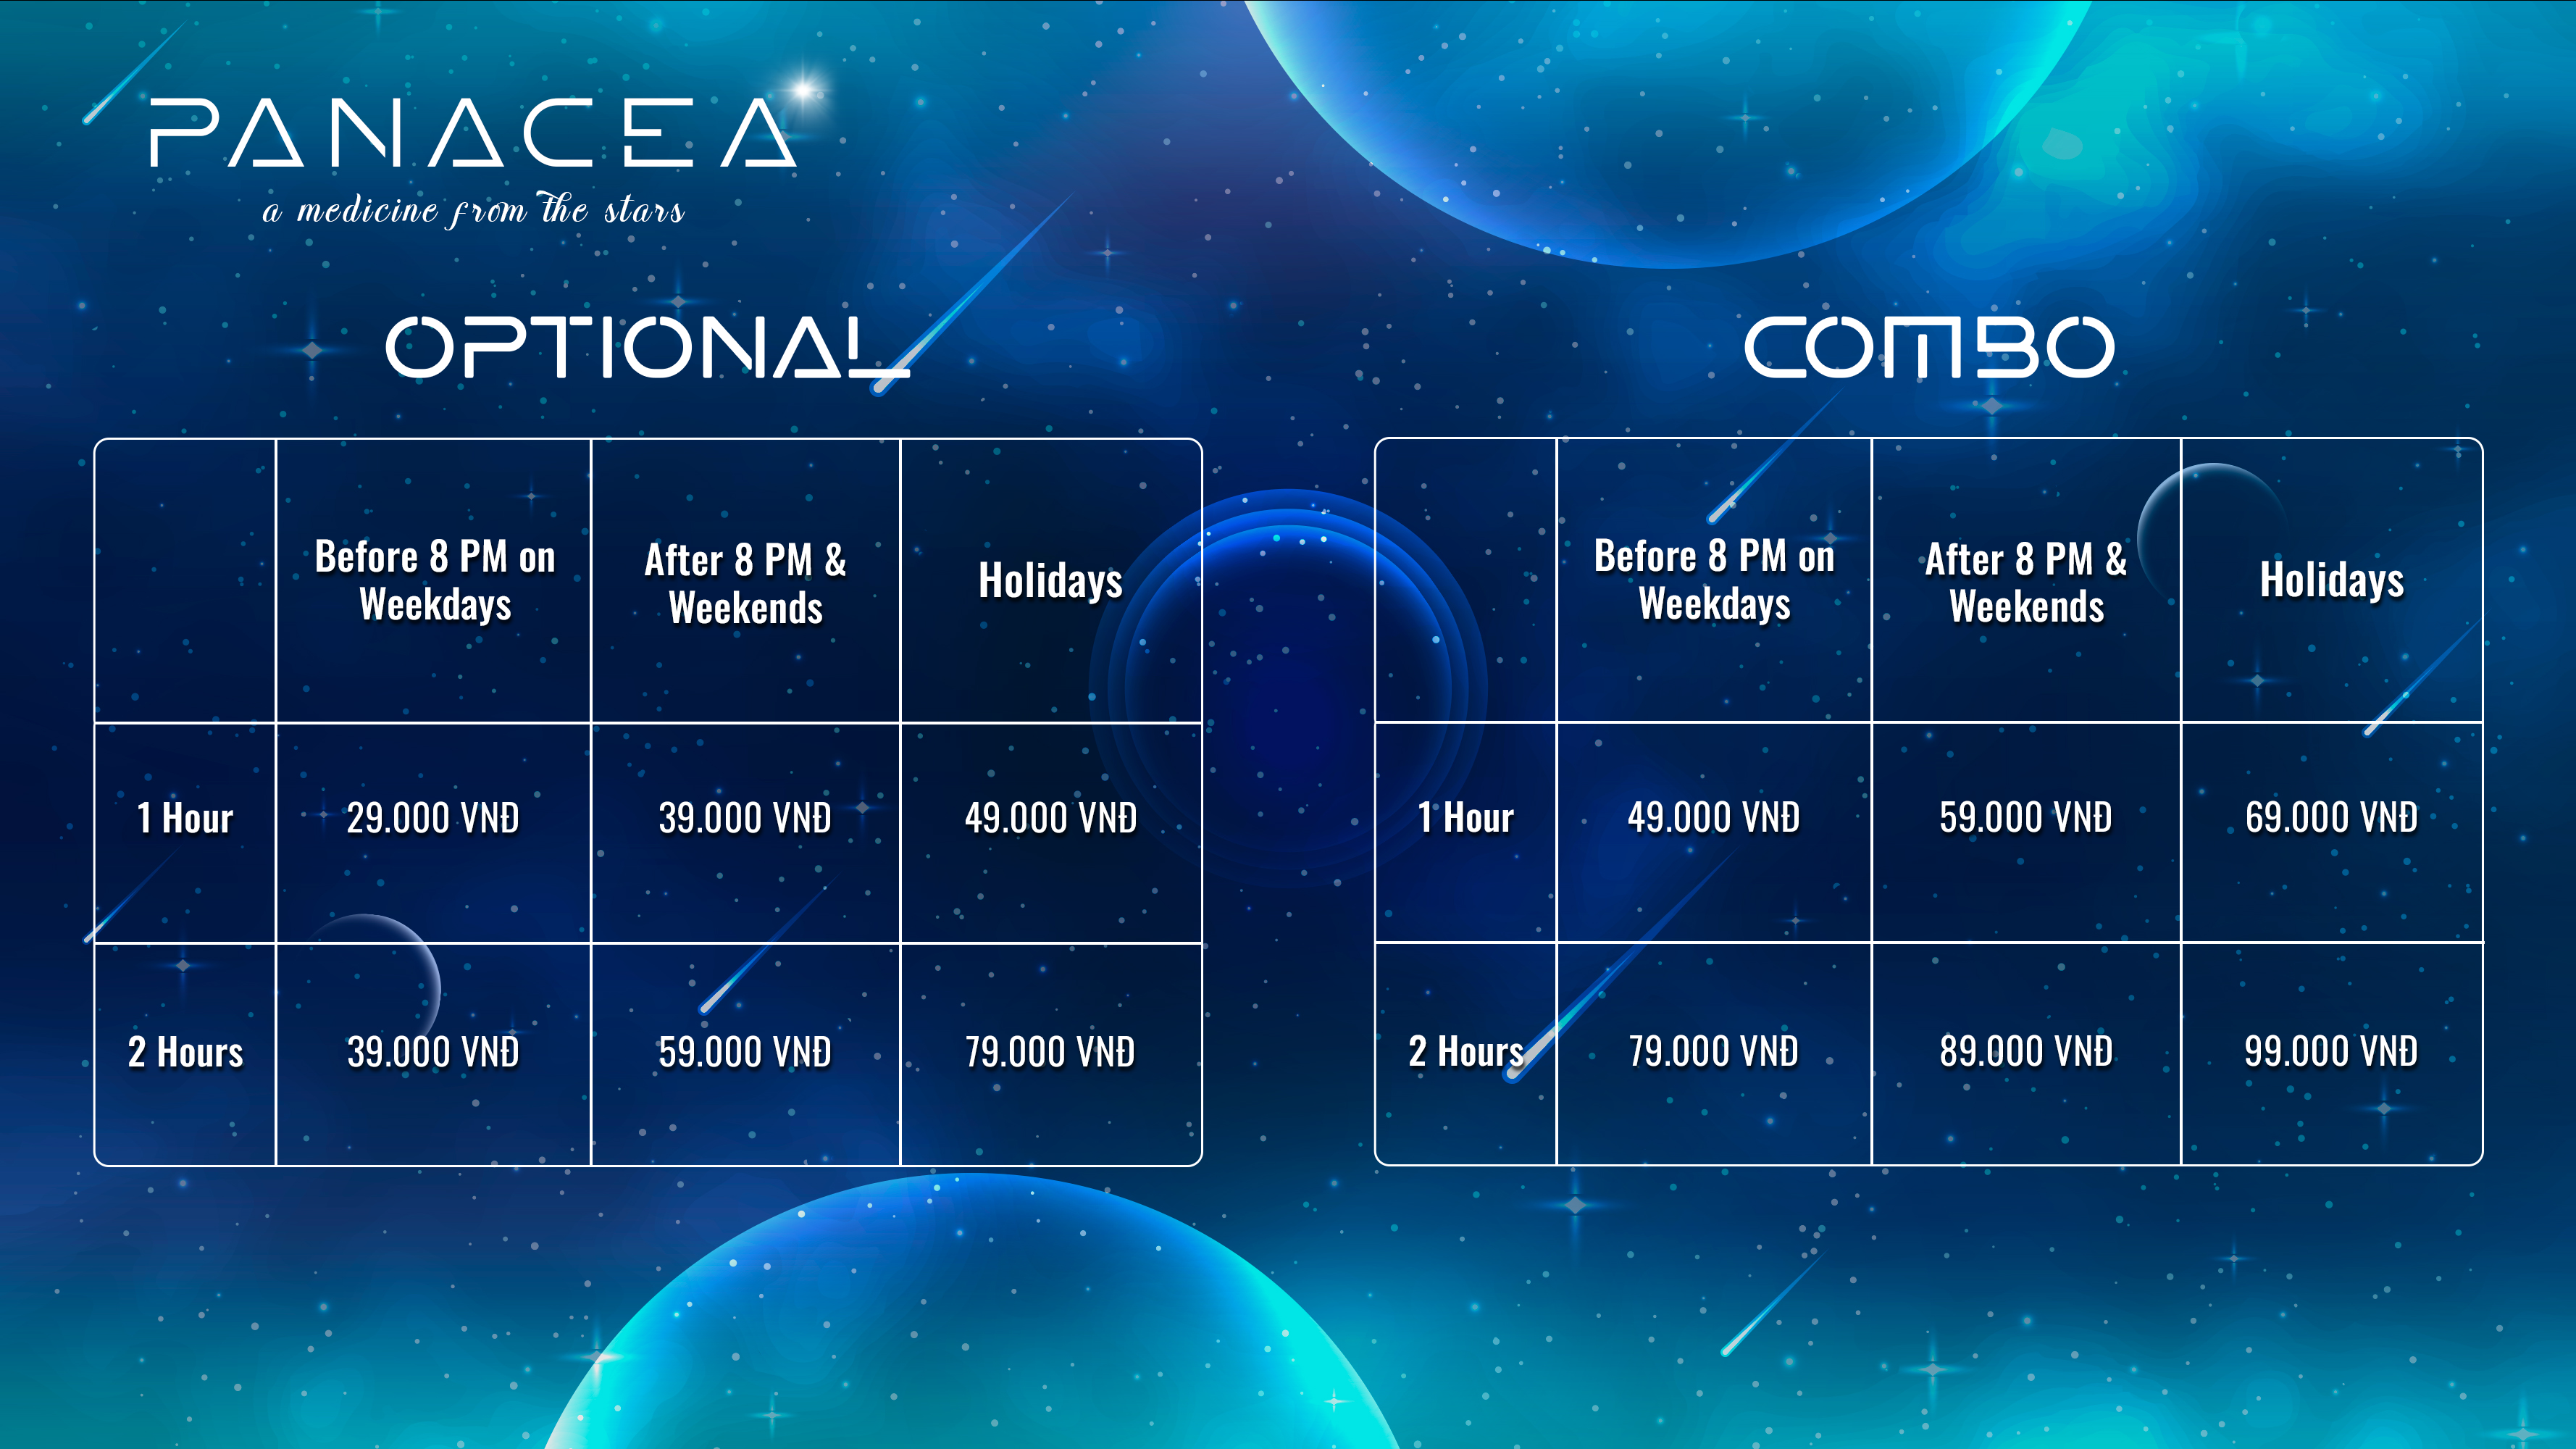 PANACEA
a medicine from the stars
OPTIONAL
Before 8 PM on
Weekdays
After 8 PM &
Weekends
Holidays
1 Hour
29.000 VNĐ
39.000 VNĐ
49.000 VNĐ
2 Hours
39.000 VNĐ
59.000 VNĐ
79.000 VNĐ
COMBO
Before 8 PM on
Weekdays
After 8 PM &
Weekends
Holidays
1 Hour
49.000 VNĐ
59.000 VNĐ
69.000 VNĐ
2 Hours
79.000 VNĐ
89.000 VNĐ
99.000 VNĐ